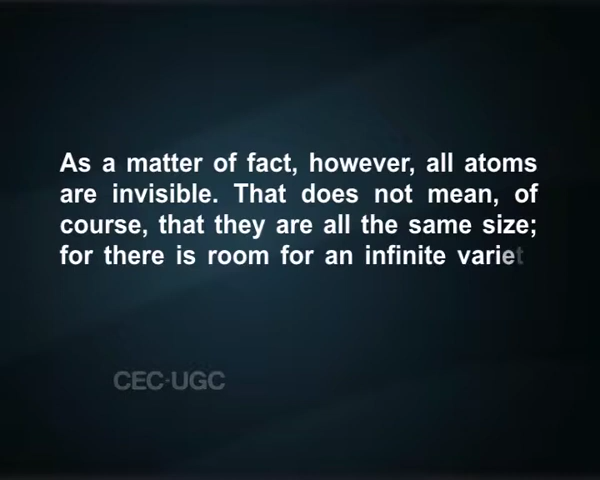 As a matter of fact, however, all atoms
are invisible. That does not mean, of
course, that they are all the same size;
for there is room for an infinite variet
CEC-UGC